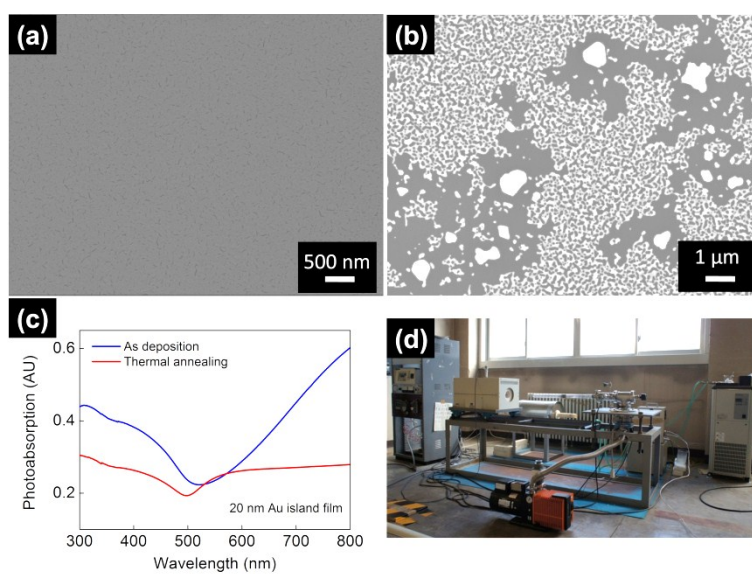 (a)
500 nm
(b)
1 μm
(c)
As deposition
Thermal annealing
0.6
0.4
0.2
Photoabsorption (AU)
20 nm Au island film
300 400 500 600 700 800
Wavelength (nm)
(d)